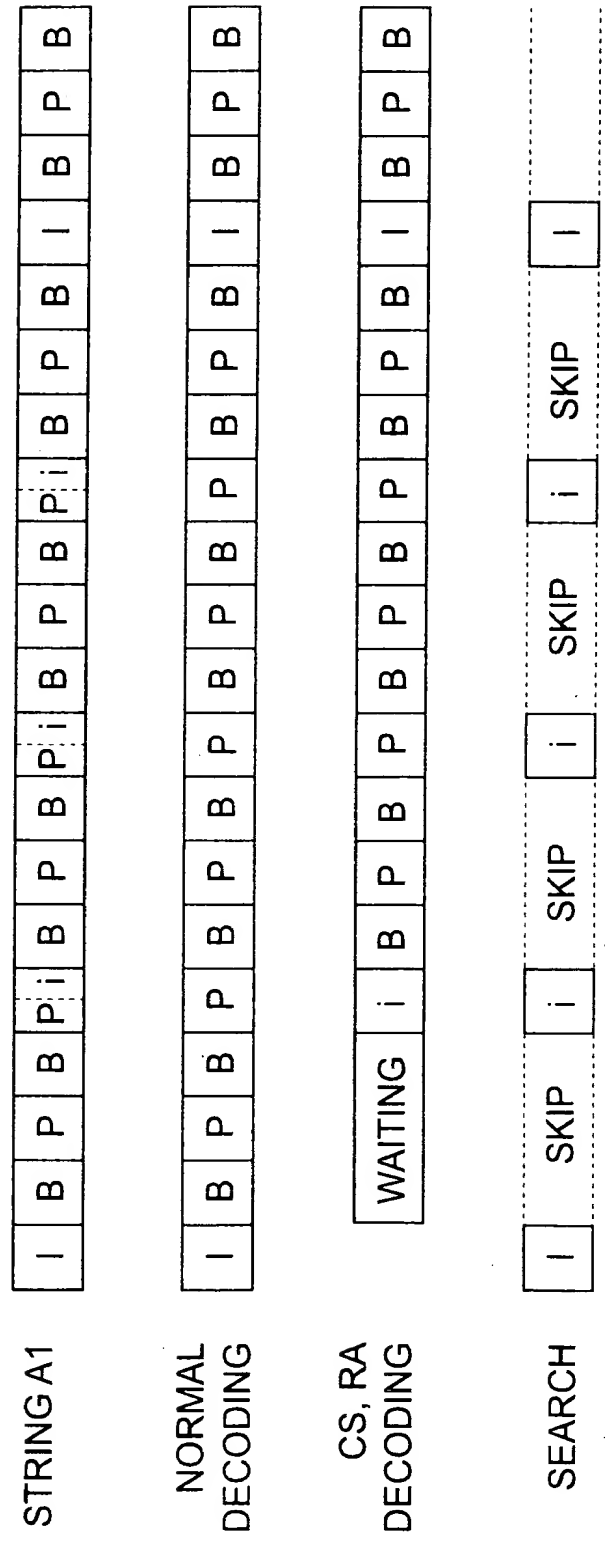 STRING A1 I B P B P i B P B P i B P B P i B P B I B P B
NORMAL
DECODING I B P B P B P B P B P B P B P B I B P B
CS, RA
DECODING WAITING i B P B P B P B P B P B I B P B
SEARCH I SKIP i SKIP i SKIP i SKIP I